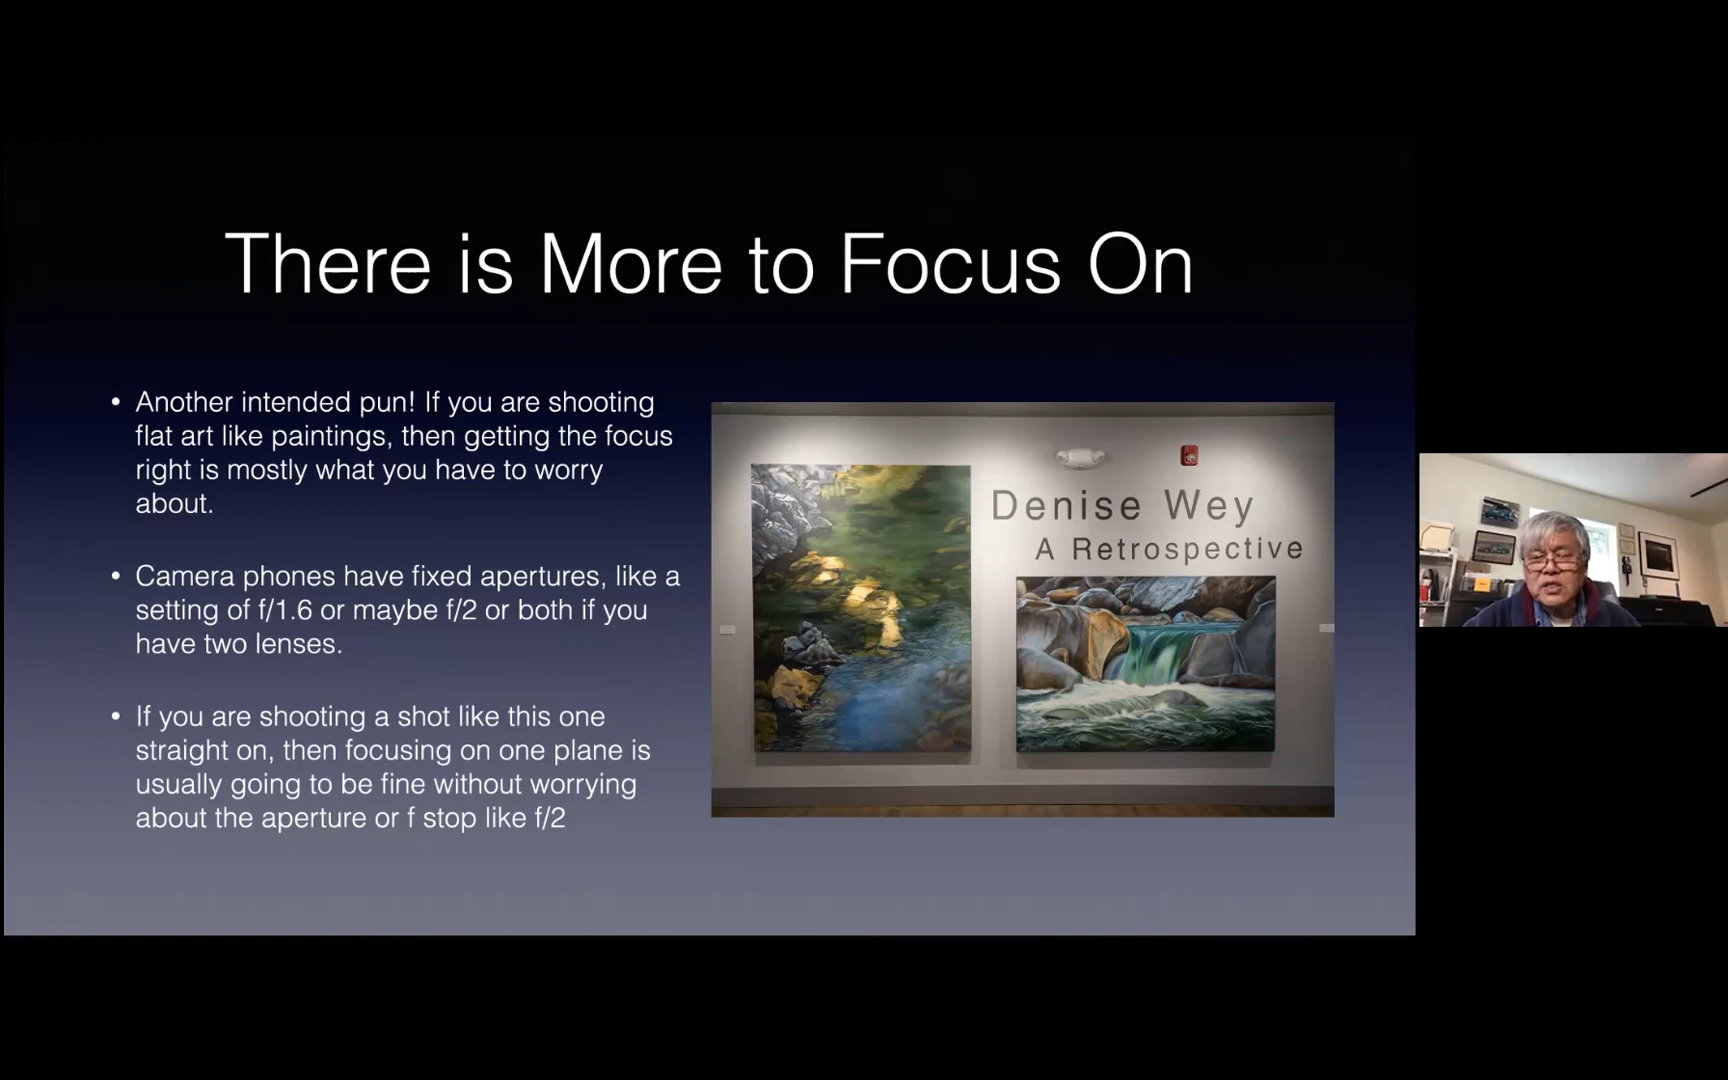 There is More to Focus On
• Another intended pun! If you are shooting
flat art like paintings, then getting the focus
right is mostly what you have to worry
about.
• Camera phones have fixed apertures, like a
setting of f/1.6 or maybe f/2 or both if you
have two lenses.
• If you are shooting a shot like this one
straight on, then focusing on one plane is
usually going to be fine without worrying
about the aperture or f stop like f/2
Denise Wey
A Retrospective